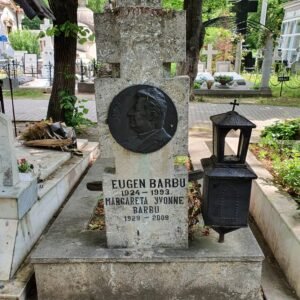 EUGEN BARBU
1924 - 1993
MARGARETA YVONNE
BARBU
1929 - 2009